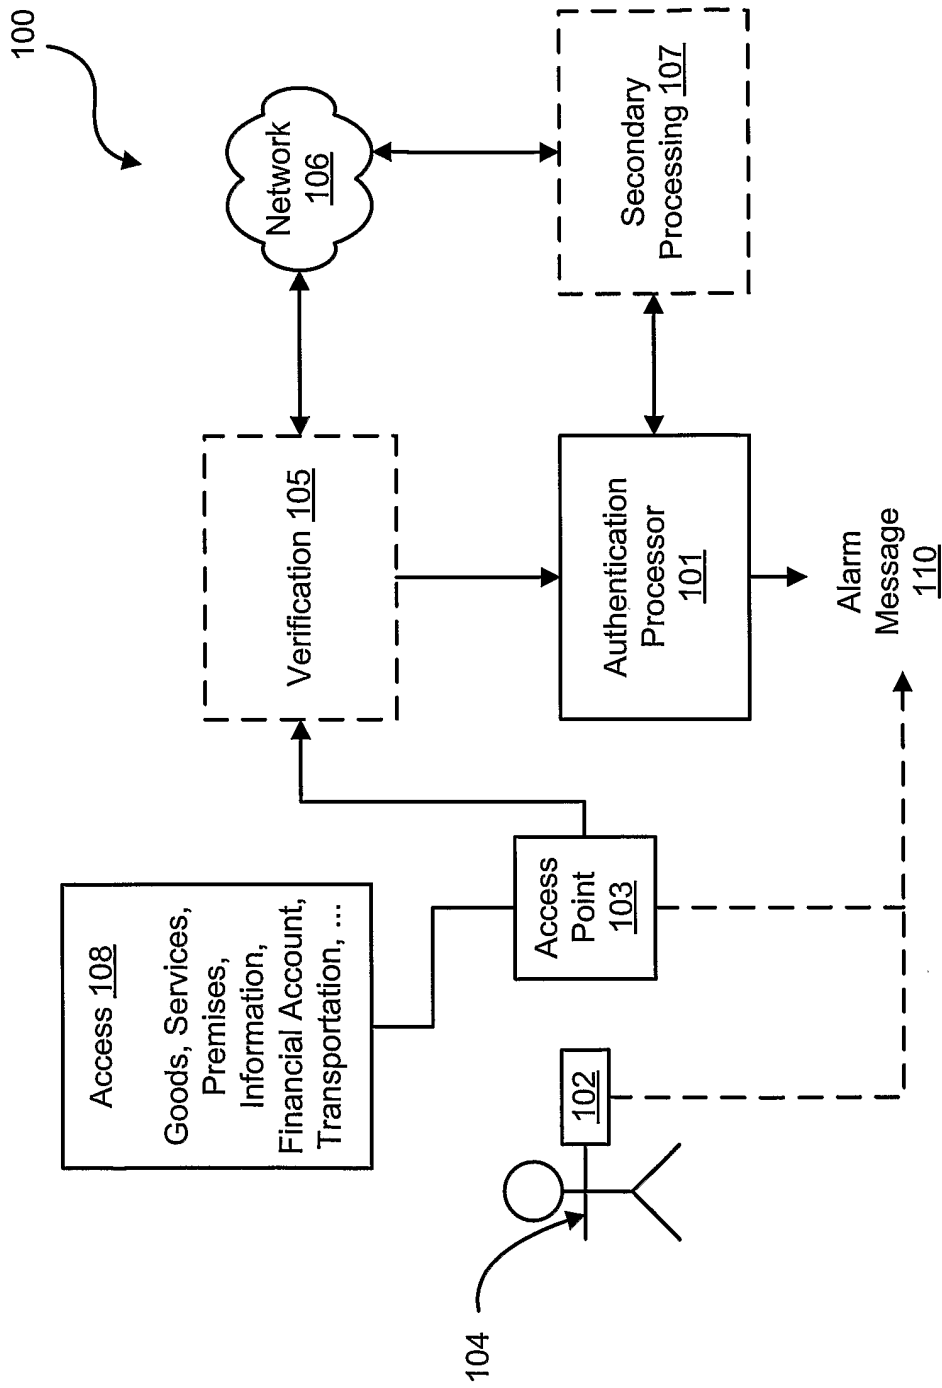 100
Access 108
Goods, Services,
Premises,
Information,
Financial Account,
Transportation, ...
Verification 105
Network
106
104
102
Access
Point
103
Authentication
Processor
101
Secondary
Processing 107
Alarm
Message
110